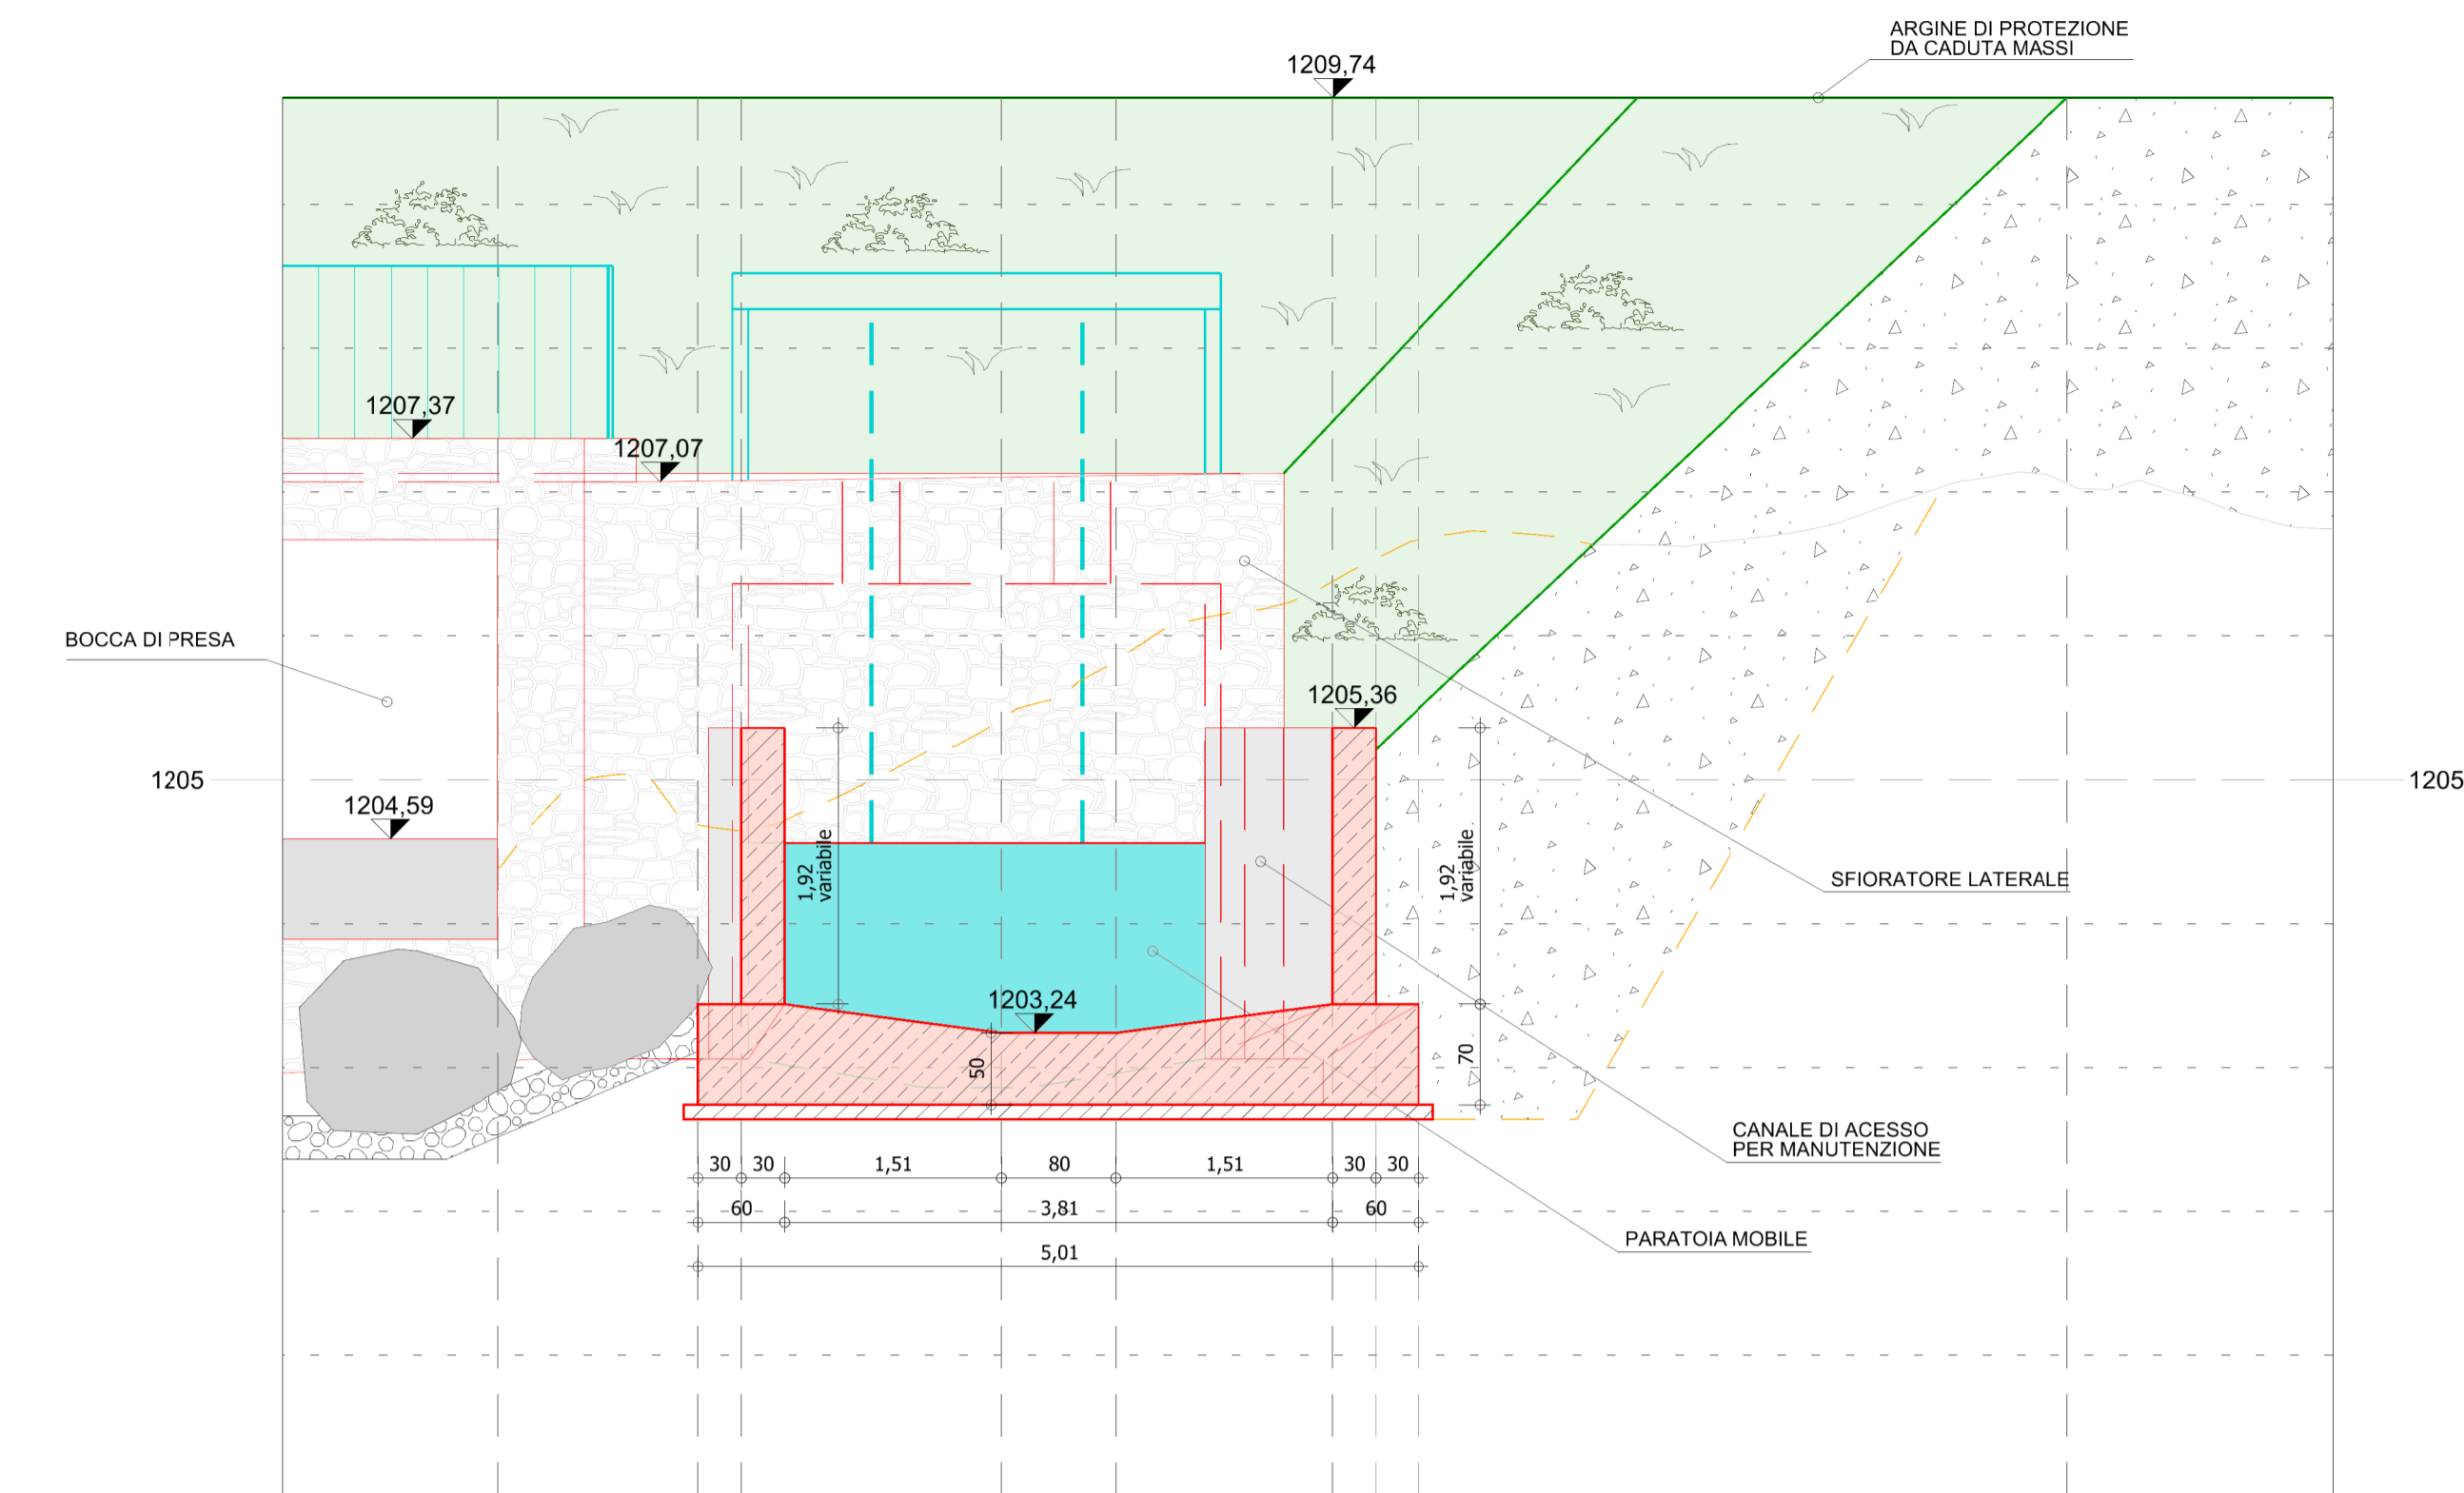 ARGINE DI PROTEZIONE
DA CADUTA MASSI
1209,74
1207,37
1207,07
BOCCA DI PRESA
1205,36
1205
1205
1204,59
1,92
variabile
1,92
variabile
SFIORATORE LATERALE
1203,24
50
70
CANALE DI ACESSO
PER MANUTENZIONE
30 30 1,51 80 1,51 30 30
60 3,81 60
PARATOIA MOBILE
5,01